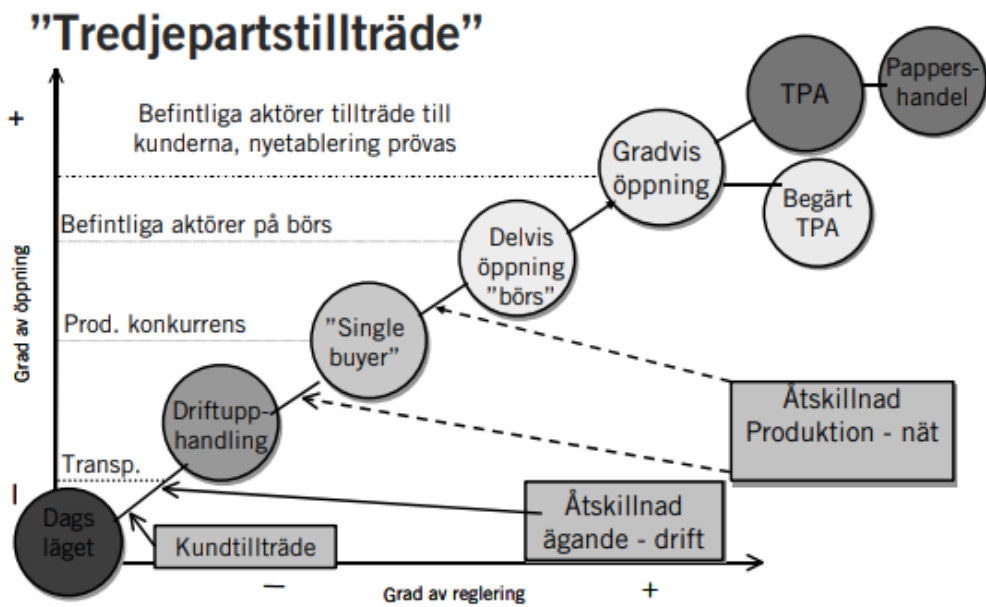 ”Tredjepartstillträde”
+
Befintliga aktörer tillträde till
kunderna, nyetablering prövas
TPA
Pappers-
handel
Gradvis
öppning
Begärt
TPA
Befintliga aktörer på börs
Delvis
öppning
”börs”
Grad av öppning
Prod. konkurrens
”Single
buyer”
Driftupp-
handling
Åtskillnad
Produktion - nät
Transp.
–
Dags
läget
Kundtillträde
Åtskillnad
ägande - drift
–
Grad av reglering
+